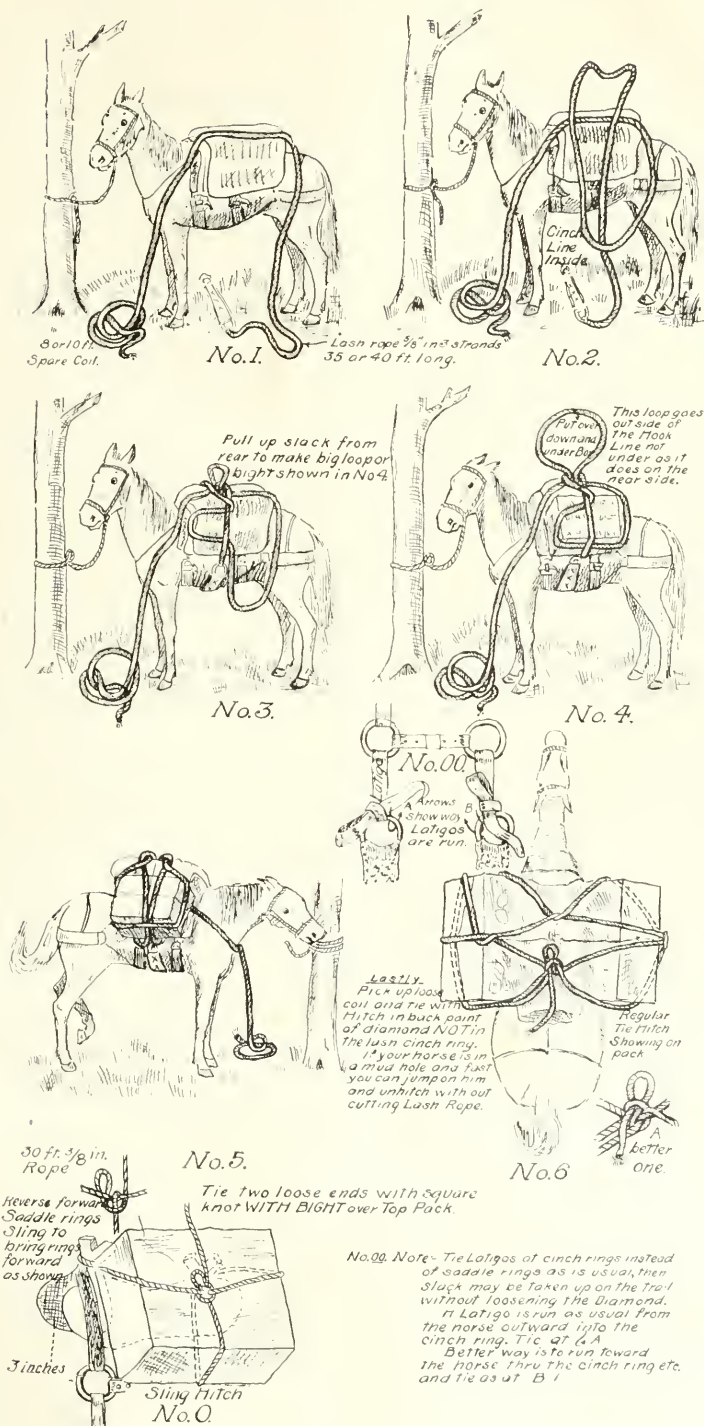 8 or 10 ft.
Spare Coil.
No.1.
Lash rope 5/8" in 3 strands
35 or 40 ft. long.
Cinch
Line
Inside
No.2.
Pull up slack from
rear to make big loop or
bight shown in No4
No.3.
Put over
down and
under Box
This loop goes
outside of
the Hook
Line not
under as it
does on the
near side.
No.4.
No.00.
Latigo
A
Arrows
show way
Latigos
are run.
B
Lastly
Pick up loose
coil and tie with
Hitch in back point
of diamond NOT in
the lash cinch ring.
If your horse is in
a mud hole and fast
you can jump on him
and unhitch with out
cutting Lash Rope.
Regular
Tie Hitch
Showing on
pack
A
better
one.
No.5.
No.6
30 ft. 3/8 in.
Rope
Reverse forward
Saddle rings
Sling to
bring rings
forward
as shown
3 inches
Tie two loose ends with square
knot WITH BIGHT over Top Pack.
Sling Hitch
No.0.
No.00. Note- Tie Latigos at cinch rings instead
of saddle rings as is usual, then
slack may be taken up on the trail
without loosening the Diamond.
Latigo is run as usual from
the horse outward into the
cinch ring. Tie at A
Better way is to run toward
the horse thru the cinch ring etc.
and tie as at B